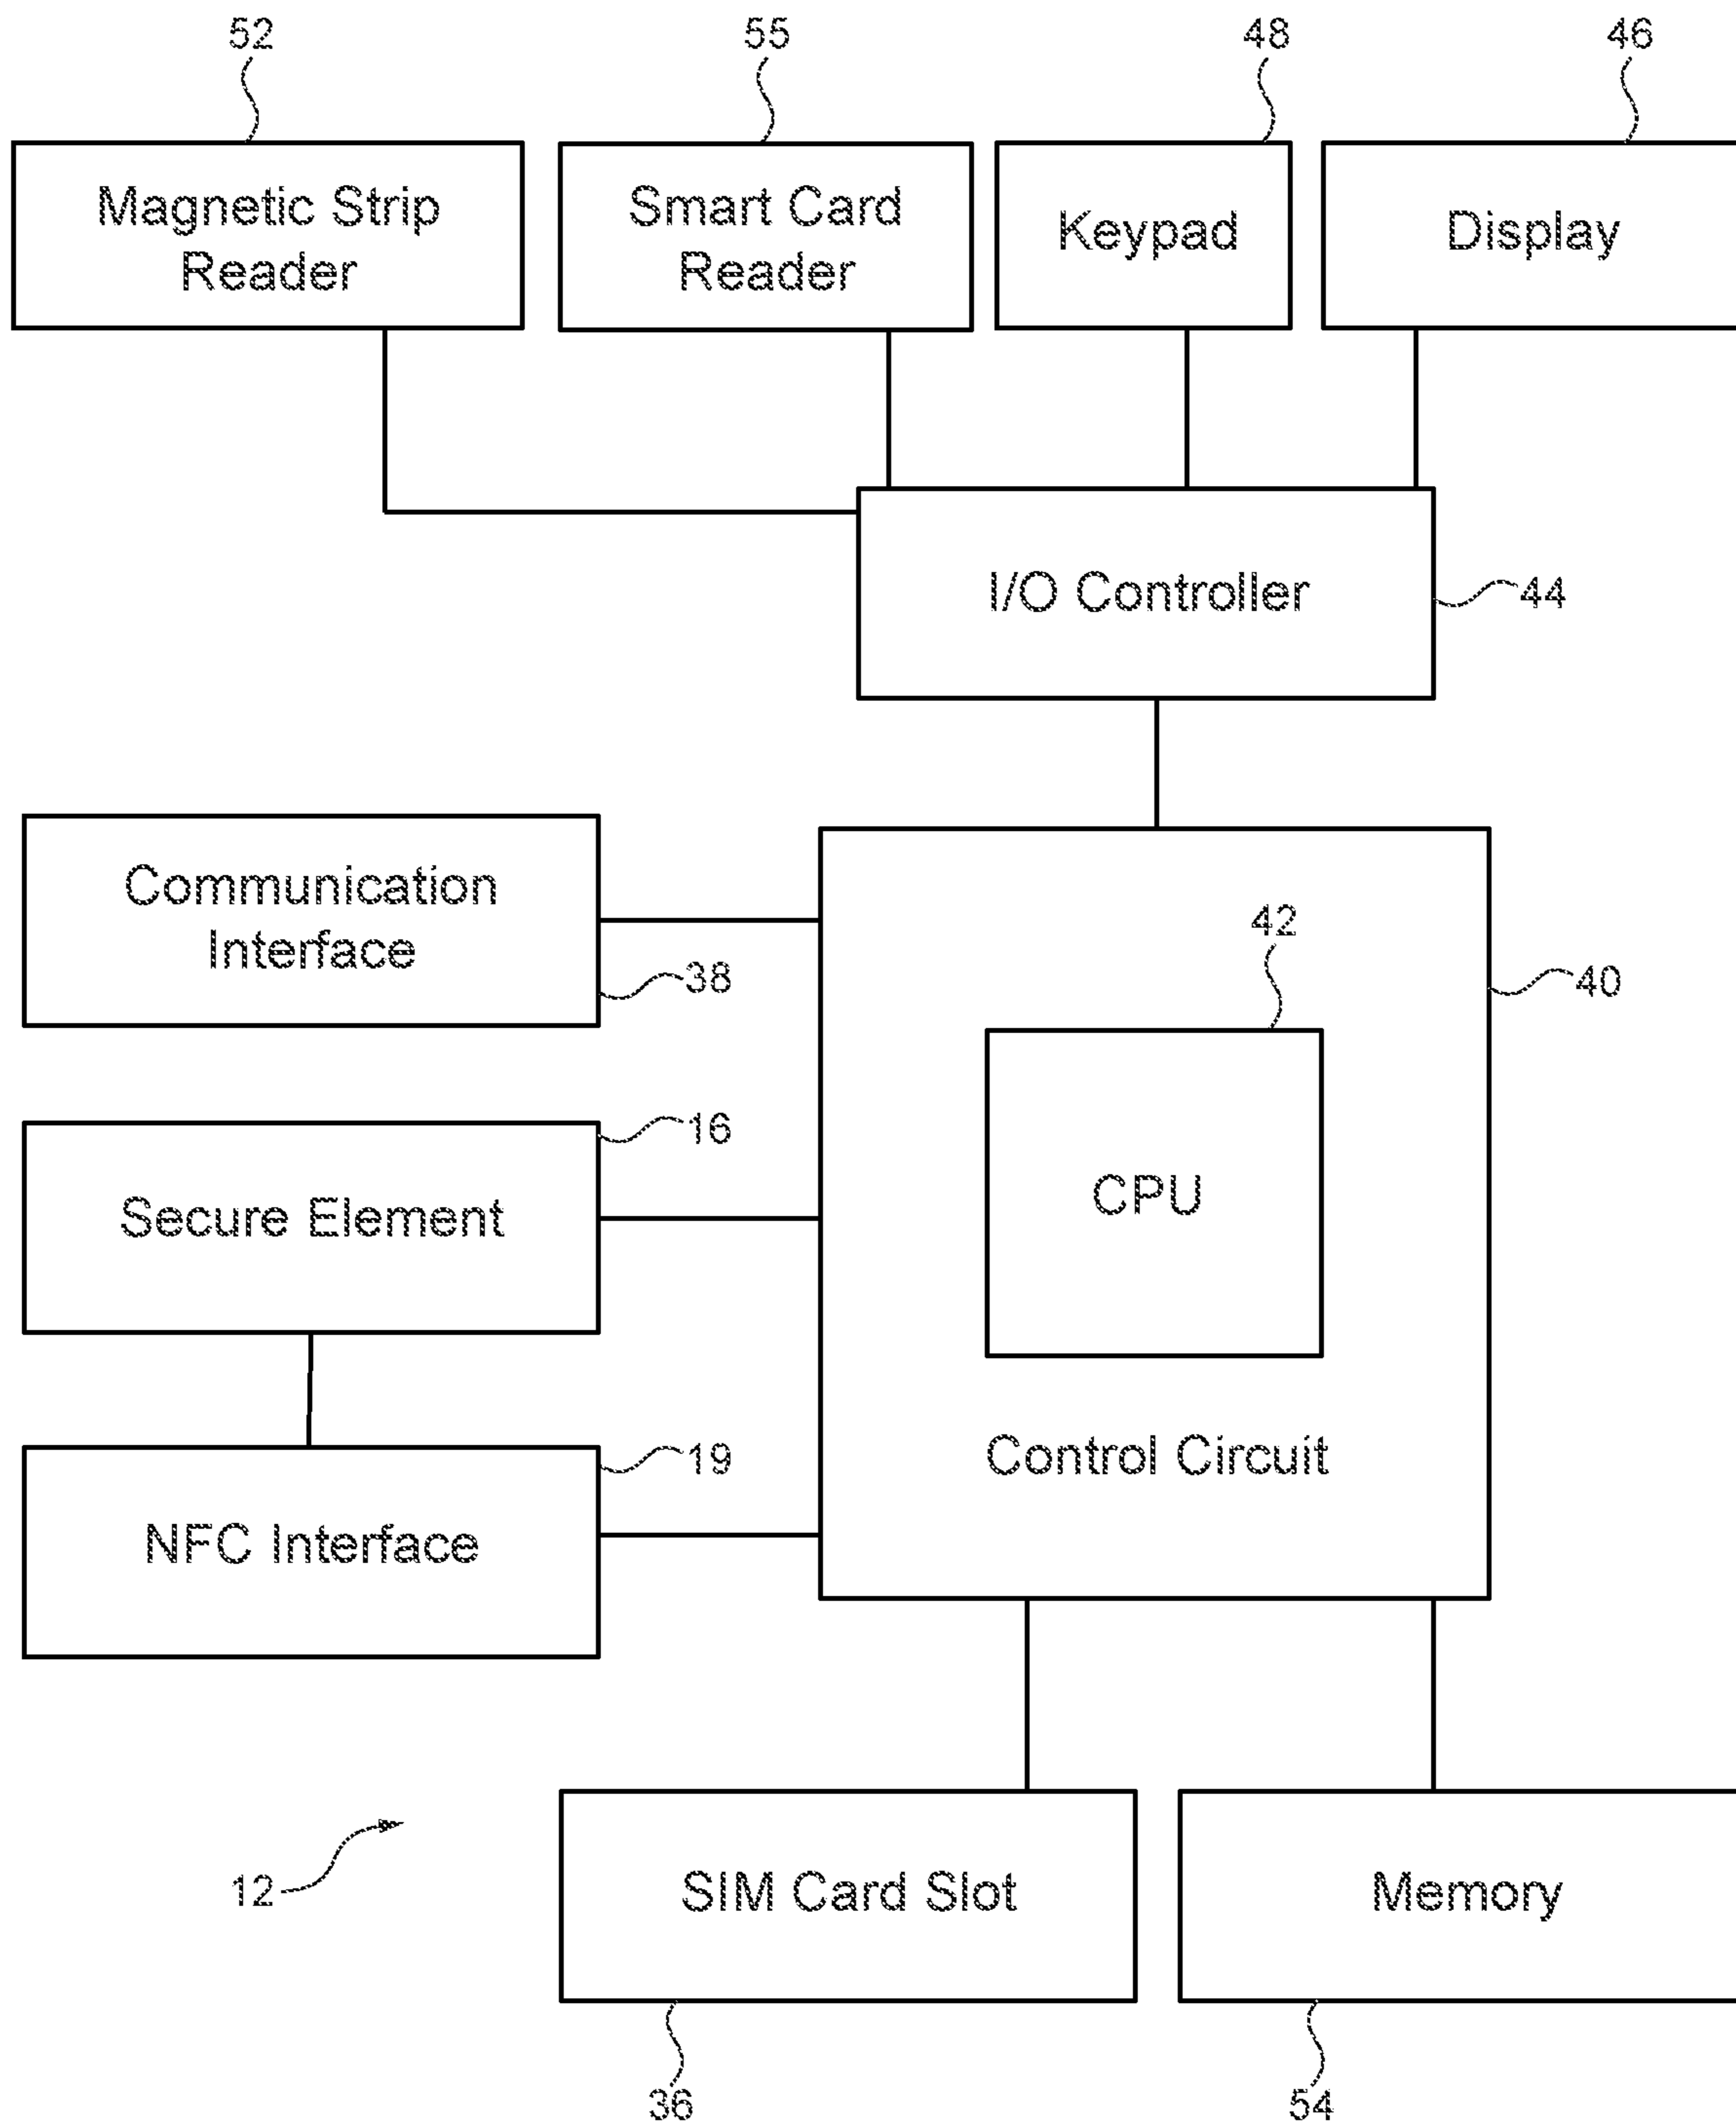 52
55
48
46
Magnetic Strip
Reader
Smart Card
Reader
Keypad
Display
I/O Controller
44
Communication
Interface
38
42
40
16
Secure Element
CPU
19
NFC Interface
Control Circuit
12
SIM Card Slot
Memory
36
54